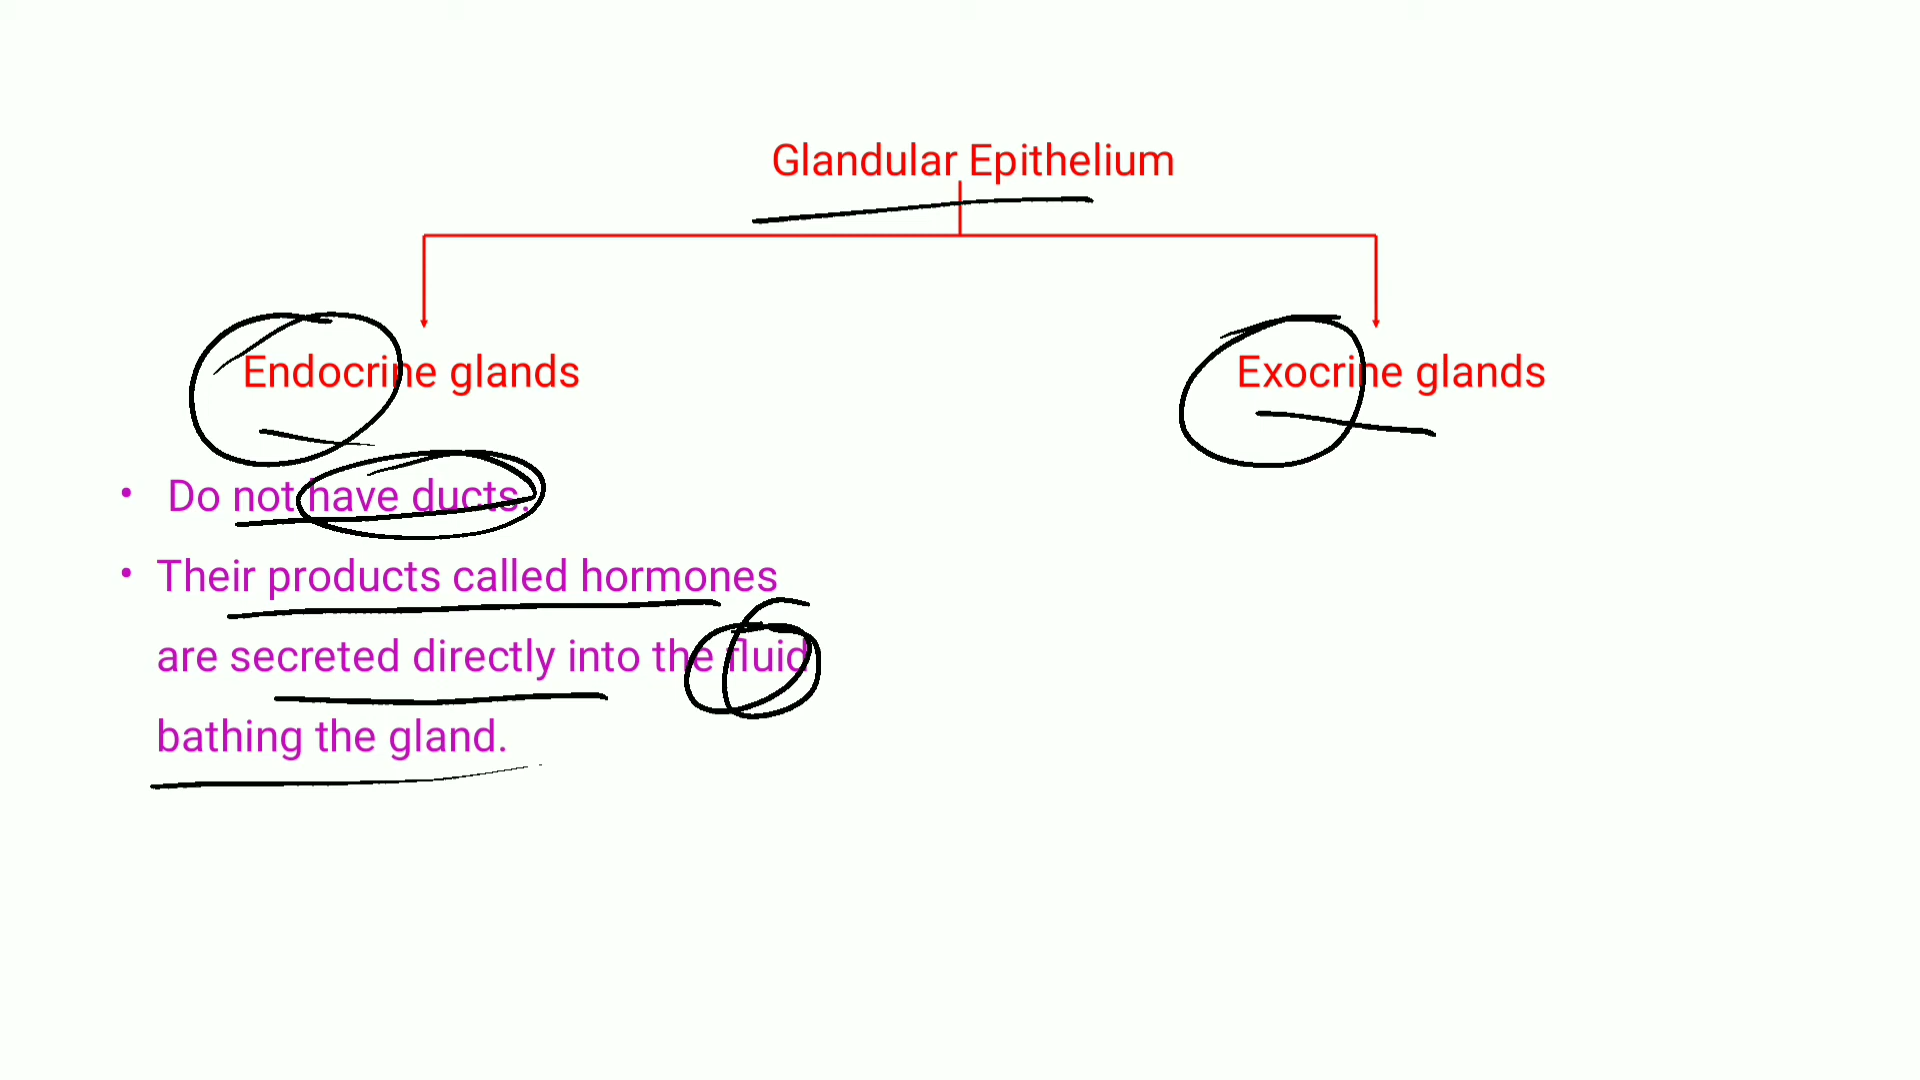 Glandular Epithelium
Endocrine glands
Exocrine glands
• Do not have ducts.
• Their products called hormones
are secreted directly into the fluid
bathing the gland.